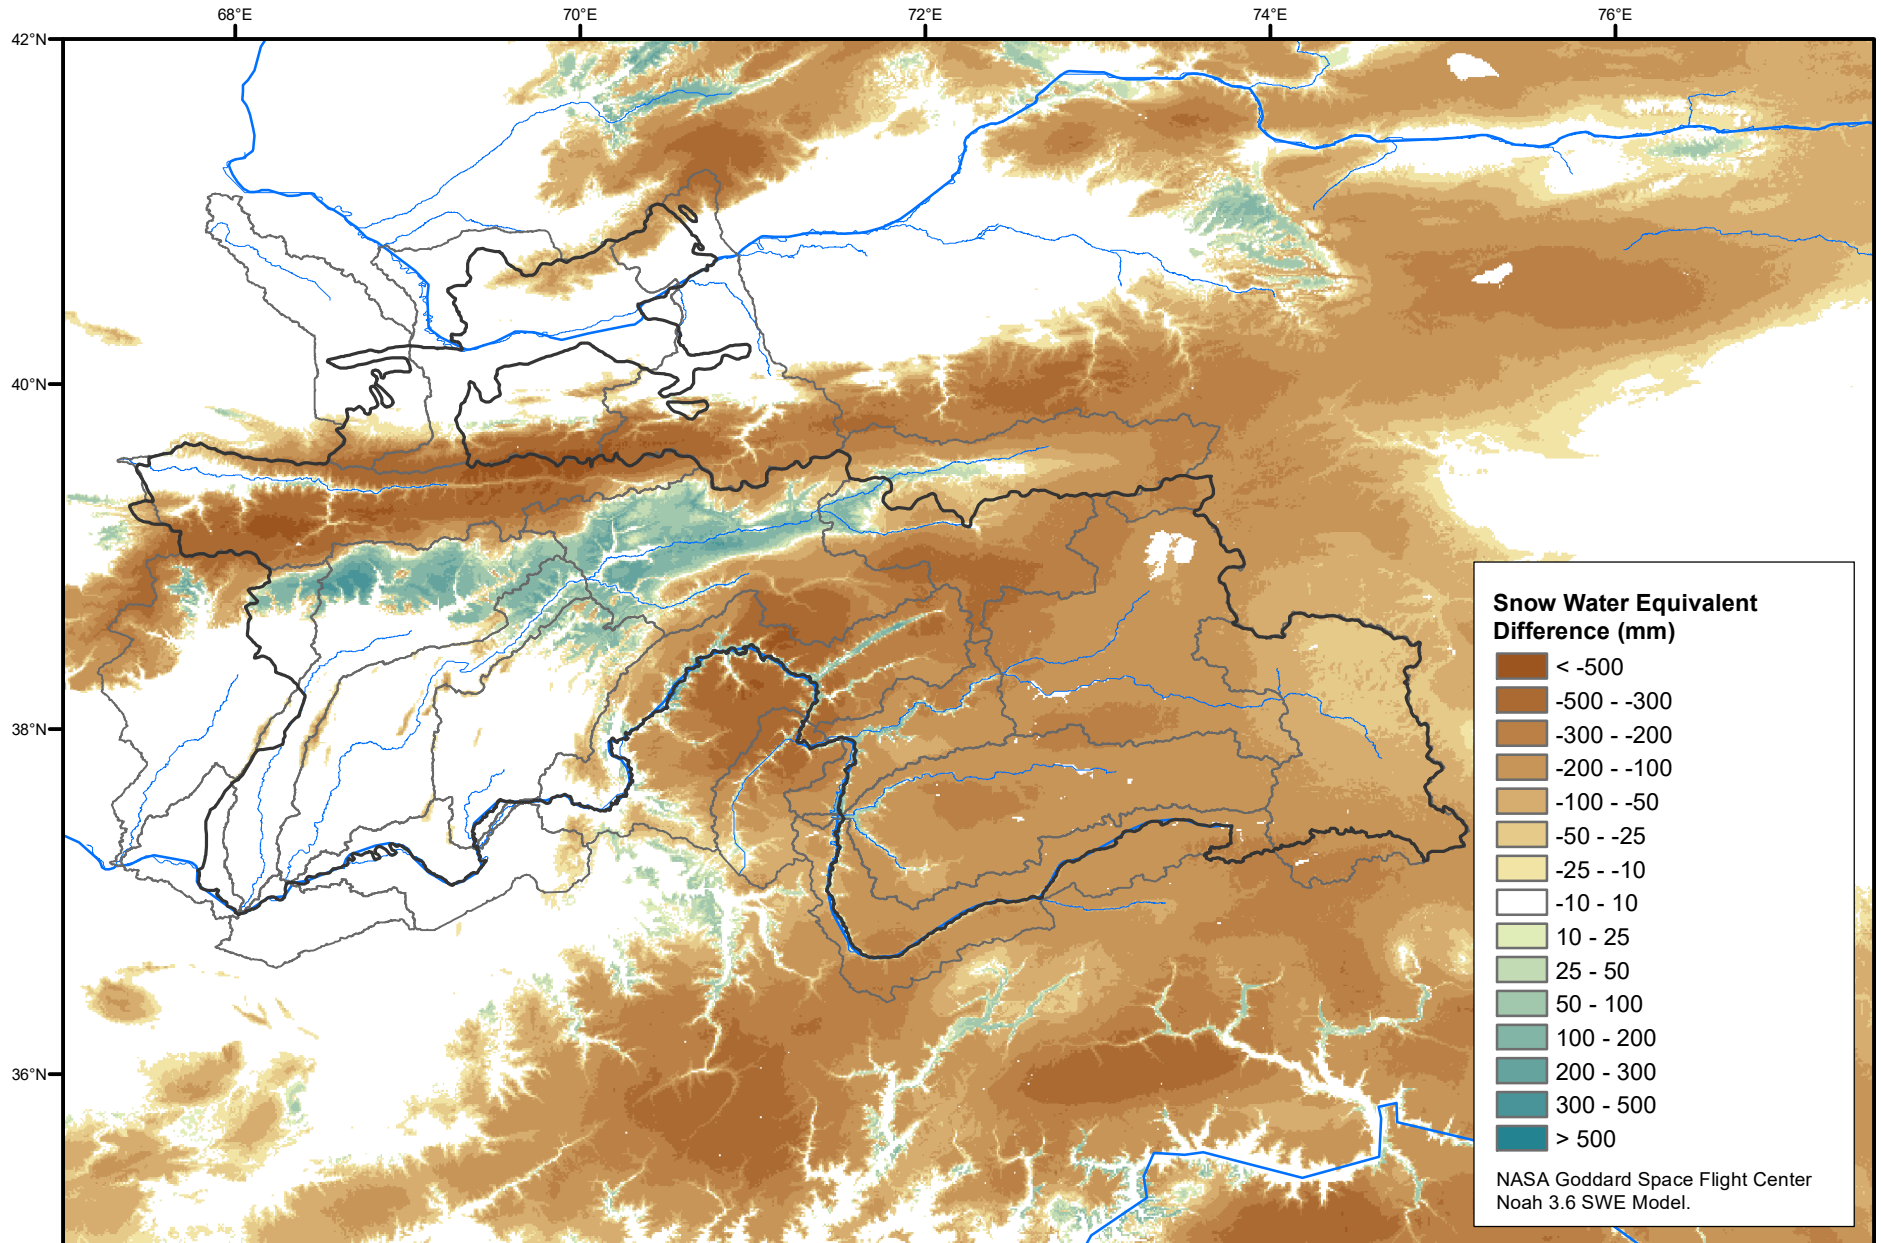 68°E 70°E 72°E 74°E 76°E
42°N
40°N
38°N
36°N
Snow Water Equivalent
Difference (mm)
< -500
-500 - -300
-300 - -200
-200 - -100
-100 - -50
-50 - -25
-25 - -10
-10 - 10
10 - 25
25 - 50
50 - 100
100 - 200
200 - 300
300 - 500
> 500
NASA Goddard Space Flight Center
Noah 3.6 SWE Model.